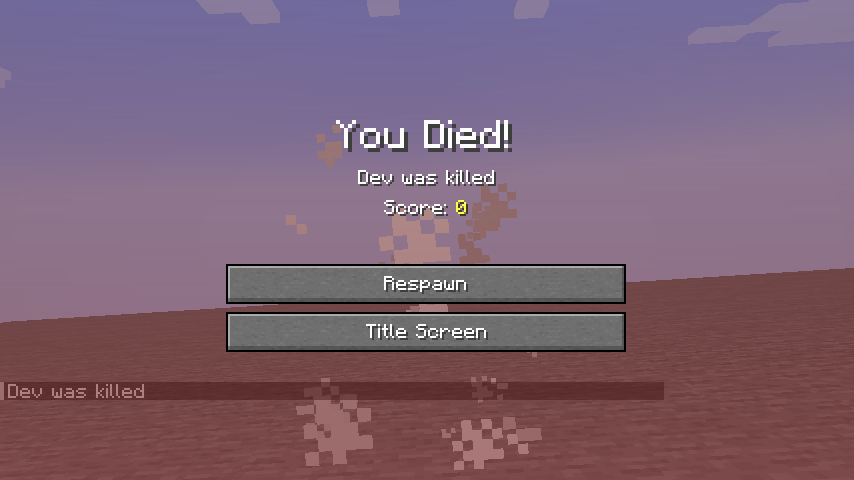 You Died!
Dev was killed
Score: 0
Respawn
Title Screen
Dev was killed